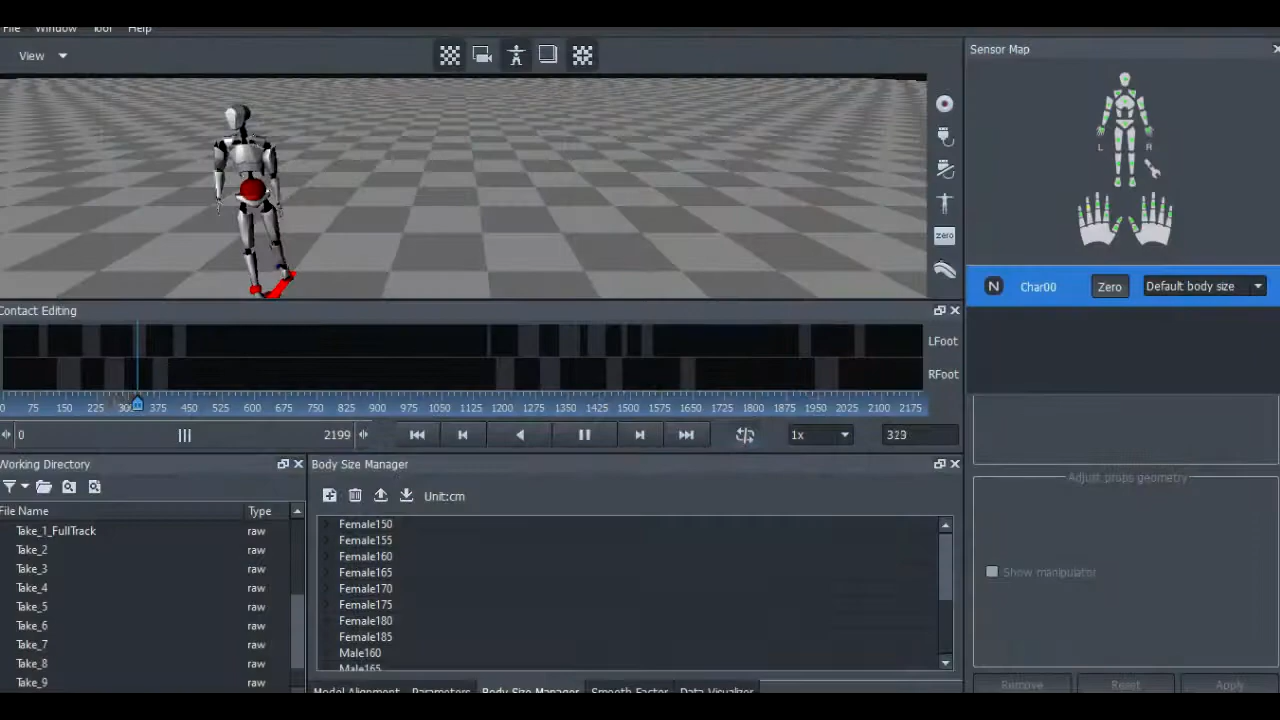 File Window Tool Help
View
Sensor Map
L R
zero
N Char00 Zero Default body size
Contact Editing
LFoot
RFoot
0 75 150 225 300 375 450 525 600 675 750 825 900 975 1050 1125 1200 1275 1350 1425 1500 1575 1650 1725 1800 1875 1950 2025 2100 2175
0 2199 1x 323
Adjust props geometry
Show manipulator
Remove Reset Apply
Working Directory
File Name Type
Take_1_FullTrack raw
Take_2 raw
Take_3 raw
Take_4 raw
Take_5 raw
Take_6 raw
Take_7 raw
Take_8 raw
Take_9 raw
Body Size Manager
Unit:cm
Female150
Female155
Female160
Female165
Female170
Female175
Female180
Female185
Male160
Male165
Model Alignment Parameters Body Size Manager Smooth Factor Data Visualizer